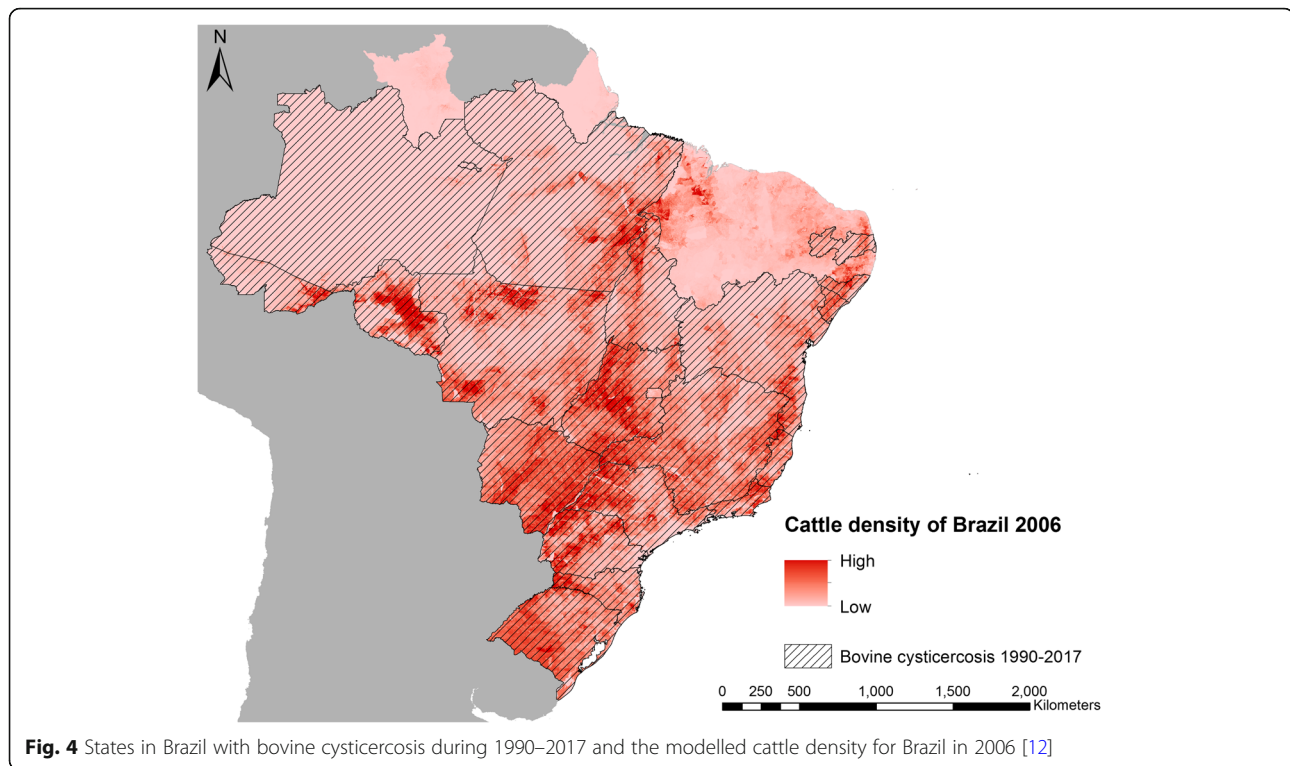 N
Cattle density of Brazil 2006
High
Low
Bovine cysticercosis 1990-2017
0 250 500 1,000 1,500 2,000
Kilometers
Fig. 4 States in Brazil with bovine cysticercosis during 1990–2017 and the modelled cattle density for Brazil in 2006 [12]